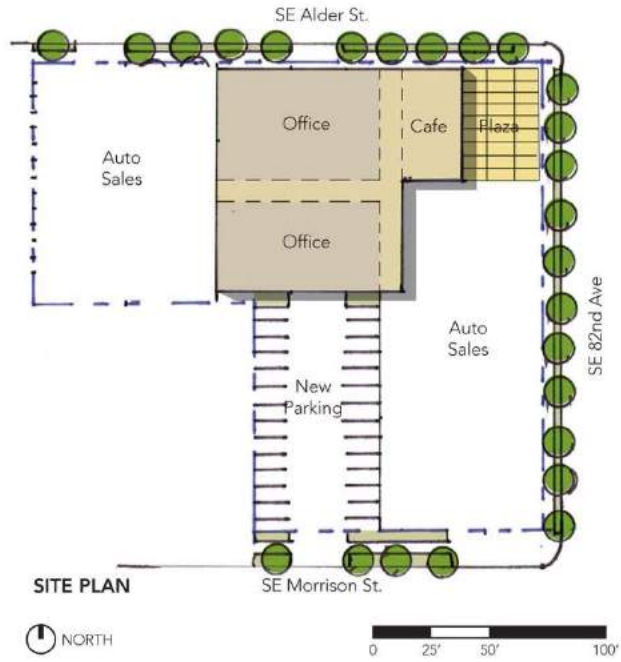 SE Alder St.
Office
Cafe
Plaza
Auto
Sales
Office
SE 82nd Ave
Auto
Sales
New
Parking
SITE PLAN
SE Morrison St.
NORTH
0 25' 50' 100'